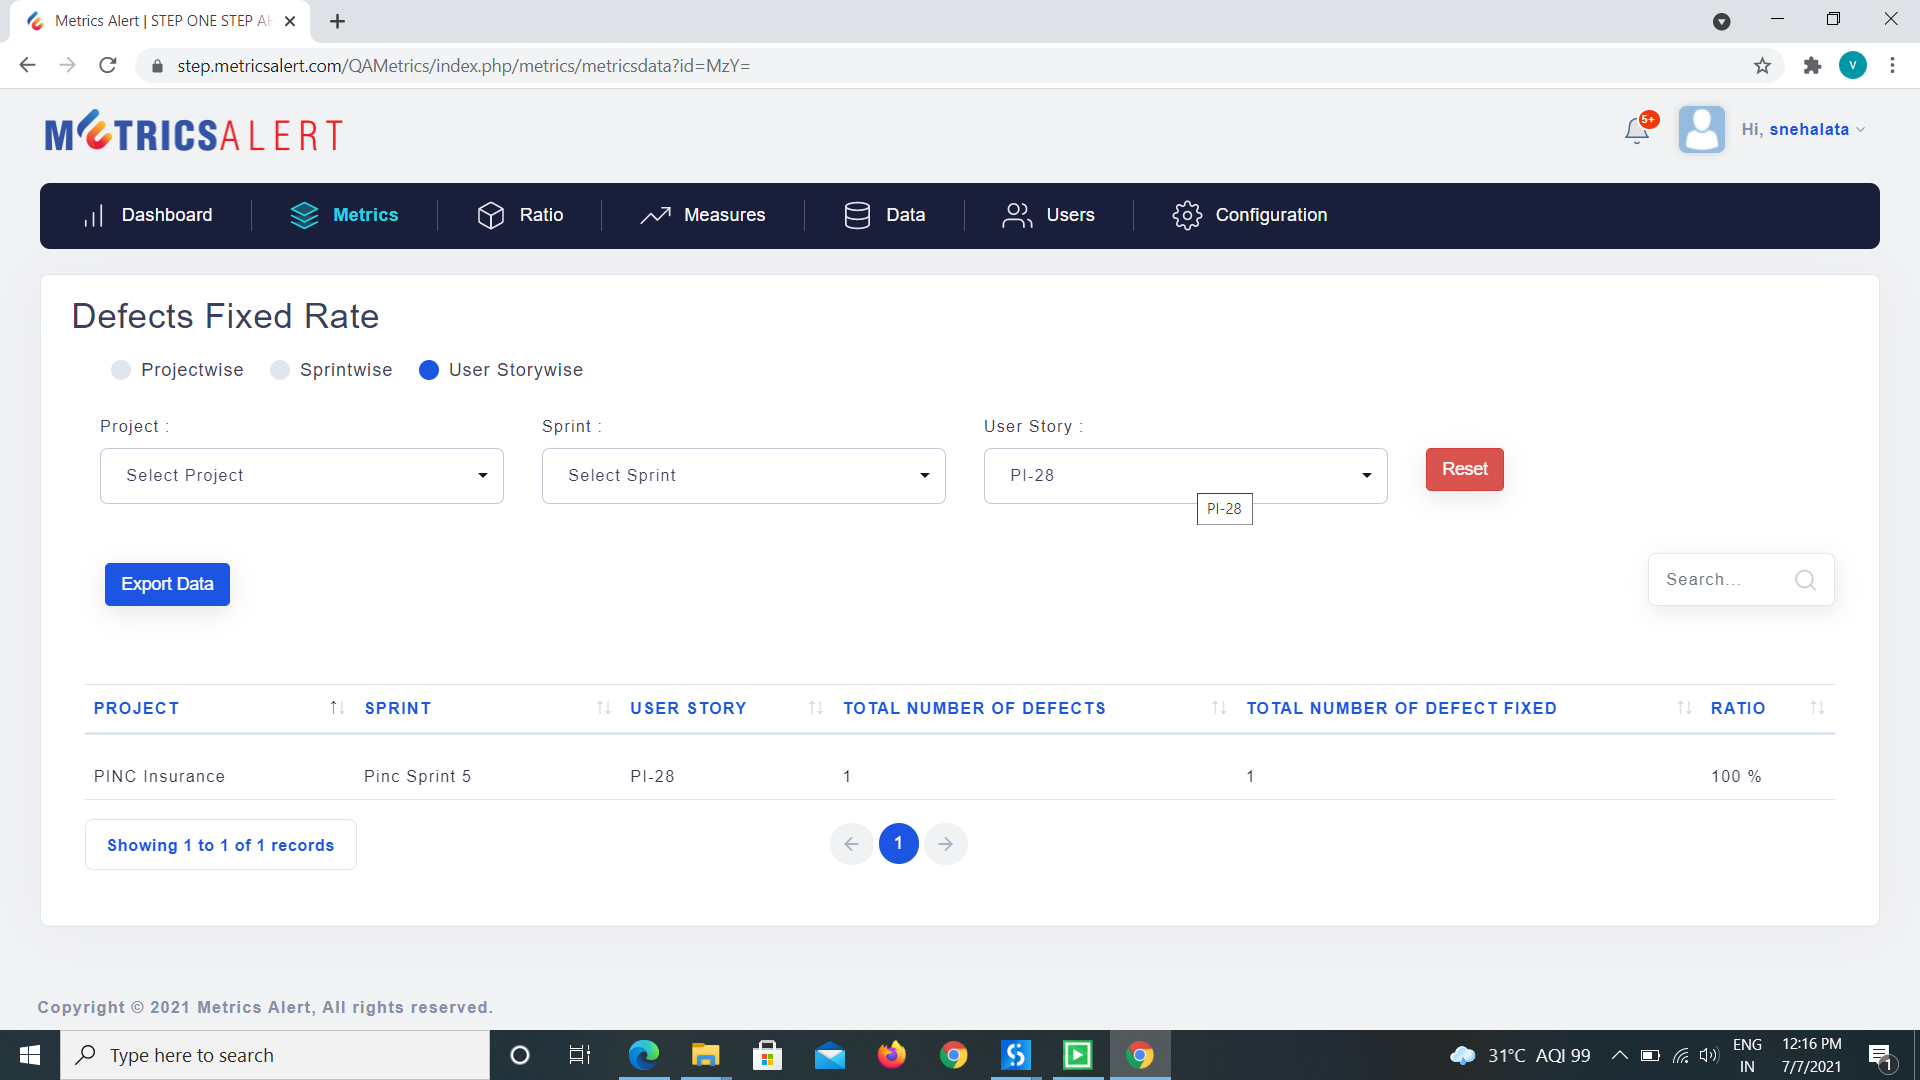 Metrics Alert | STEP ONE STEP AH
step.metricsalert.com/QAMetrics/index.php/metrics/metricsdata?id=MzY=
V
METRICSALERT
5+
Hi, snehalata
Dashboard
Metrics
Ratio
Measures
Data
Users
Configuration
Defects Fixed Rate
Projectwise
Sprintwise
User Storywise
Project :
Sprint :
User Story :
Select Project
Select Sprint
PI-28
Reset
PI-28
Export Data
Search...
PROJECT
SPRINT
USER STORY
TOTAL NUMBER OF DEFECTS
TOTAL NUMBER OF DEFECT FIXED
RATIO
PINC Insurance
Pinc Sprint 5
PI-28
1
1
100 %
Showing 1 to 1 of 1 records
1
Copyright © 2021 Metrics Alert, All rights reserved.
Type here to search
31°C AQI 99
ENG
IN
12:16 PM
7/7/2021
1